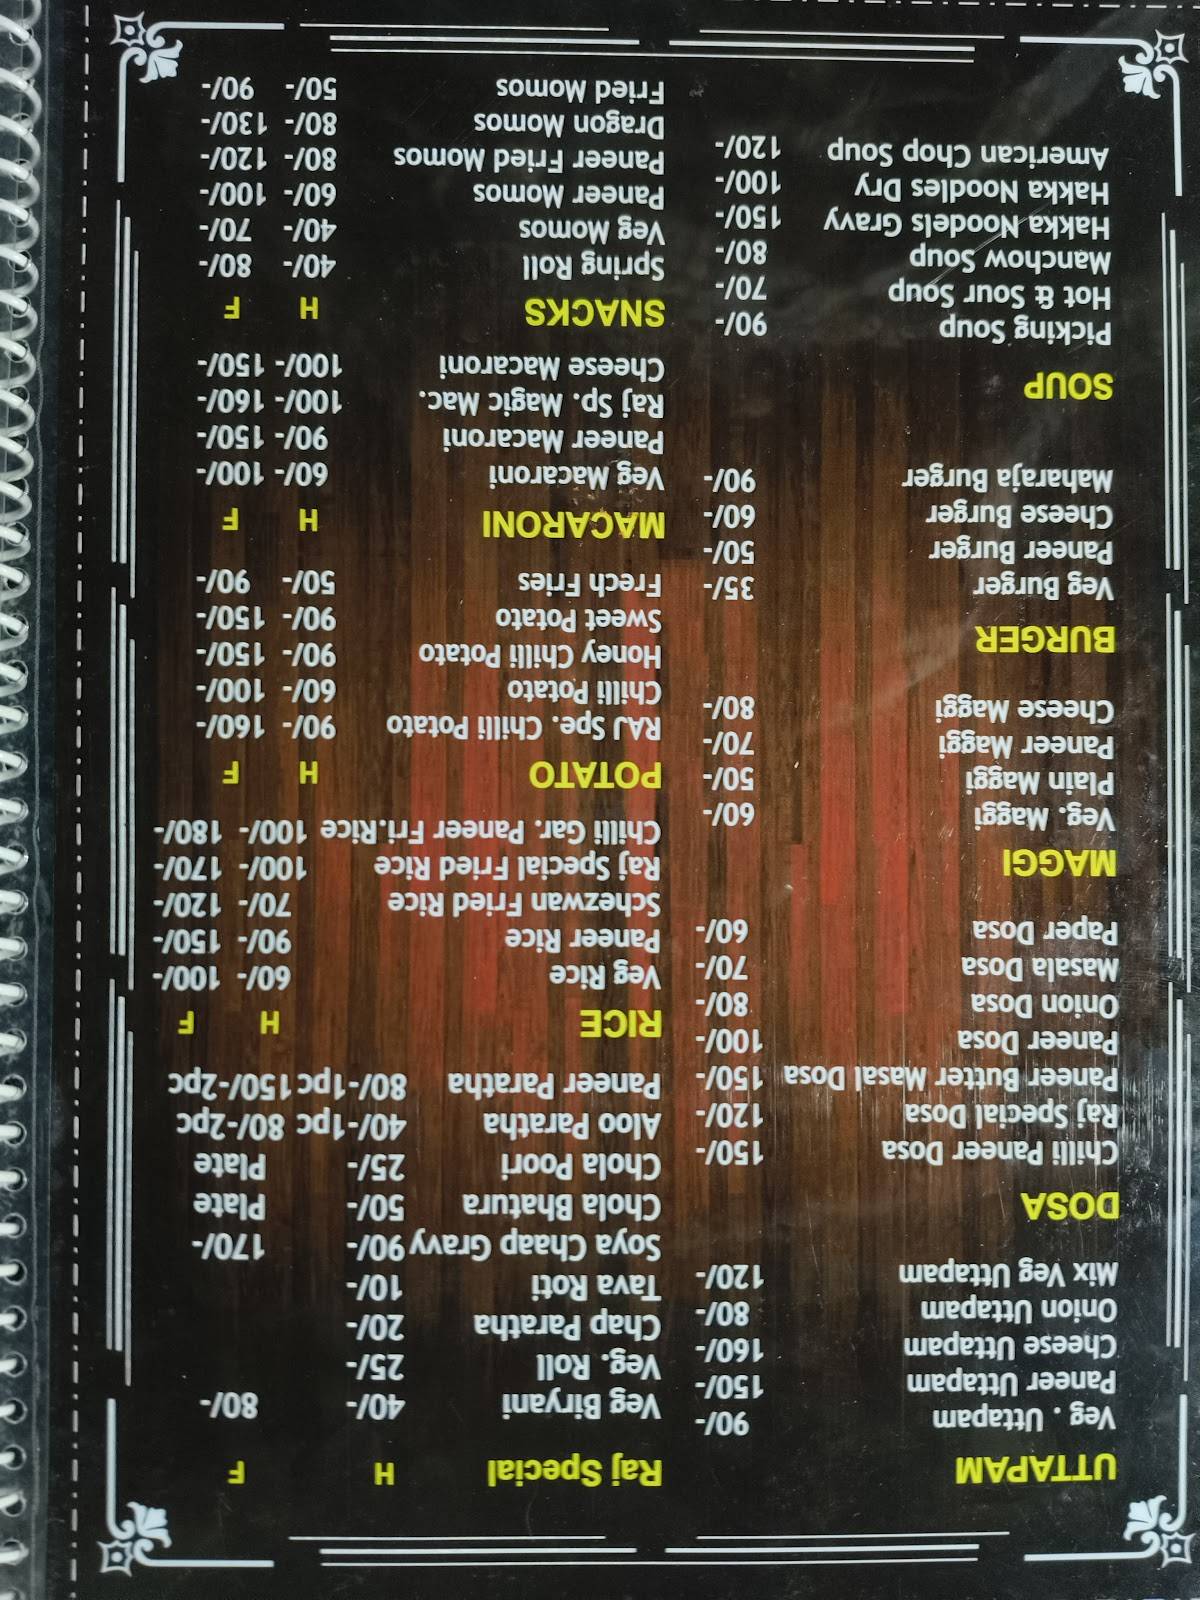 UTTAPAM
Veg . Uttapam 90/-
Paneer Uttapam 150/-
Cheese Uttapam 160/-
Onion Uttapam 80/-
Mix Veg Uttapam 120/-
DOSA
Chilli Paneer Dosa 150/-
Raj Special Dosa 120/-
Paneer Butter Masal Dosa 150/-
Paneer Dosa 100/-
Onion Dosa 80/-
Masala Dosa 70/-
Paper Dosa 60/-
MAGGI
Veg. Maggi 60/-
Plain Maggi 50/-
Paneer Maggi 70/-
Cheese Maggi 80/-
BURGER
Veg Burger 35/-
Paneer Burger 50/-
Cheese Burger 60/-
Maharaja Burger 90/-
SOUP
Picking Soup 90/-
Hot & Sour Soup 70/-
Manchow Soup 80/-
Hakka Noodels Gravy 150/-
Hakka Noodles Dry 100/-
American Chop Soup 120/-
Raj Special H F
Veg Biryani 40/- 80/-
Veg. Roll 25/-
Chap Paratha 20/-
Tava Roti 10/-
Soya Chaap Gravy 90/- 170/-
Chola Bhatura 50/- Plate
Chola Poori 25/- Plate
Aloo Paratha 40/-1pc 80/-2pc
Paneer Paratha 80/-1pc 150/-2pc
RICE H F
Veg Rice 60/- 100/-
Paneer Rice 90/- 150/-
Schezwan Fried Rice 70/- 120/-
Raj Special Fried Rice 100/- 170/-
Chilli Gar. Paneer Fri.Rice 100/- 180/-
POTATO H F
RAJ Spe. Chilli Potato 90/- 160/-
Chilli Potato 60/- 100/-
Honey Chilli Potato 90/- 150/-
Sweet Potato 90/- 150/-
Frech Fries 50/- 90/-
MACARONI H F
Veg Macaroni 60/- 100/-
Paneer Macaroni 90/- 150/-
Raj Sp. Magic Mac. 100/- 160/-
Cheese Macaroni 100/- 150/-
SNACKS H F
Spring Roll 40/- 80/-
Veg Momos 40/- 70/-
Paneer Momos 60/- 100/-
Paneer Fried Momos 80/- 120/-
Dragon Momos 80/- 130/-
Fried Momos 50/- 90/-